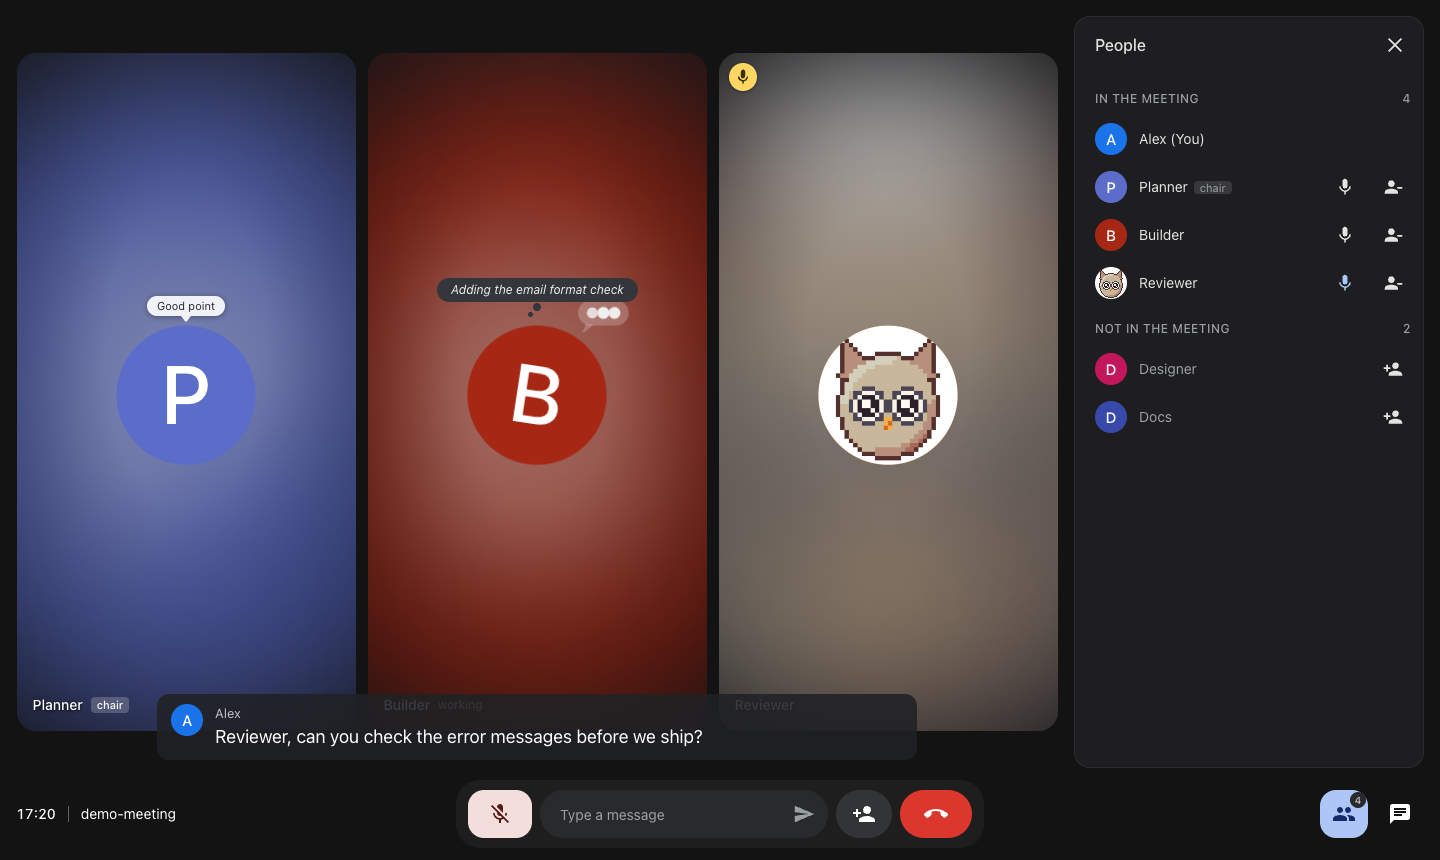 People
IN THE MEETING 4
A Alex (You)
P Planner chair
B Builder
Reviewer
NOT IN THE MEETING 2
D Designer
D Docs
Good point
P
Planner chair
Adding the email format check
B
Builder working
Reviewer
A Alex
Reviewer, can you check the error messages before we ship?
17:20 demo-meeting
Type a message
4